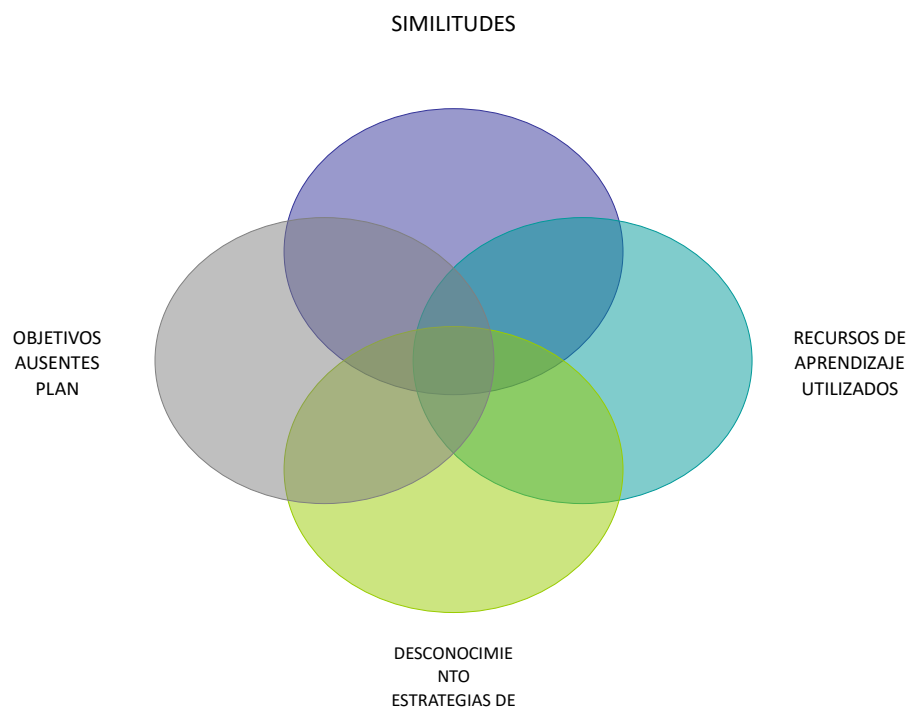 SIMILITUDES
OBJETIVOS
AUSENTES
PLAN
RECURSOS DE
APRENDIZAJE
UTILIZADOS
DESCONOCIMIE
NTO
ESTRATEGIAS DE